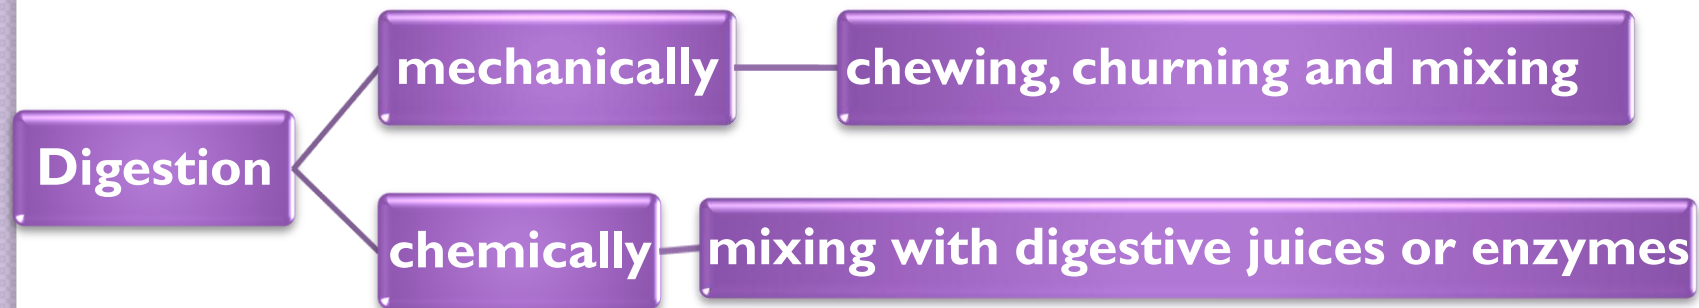 mechanically
chewing, churning and mixing
Digestion
chemically
mixing with digestive juices or enzymes